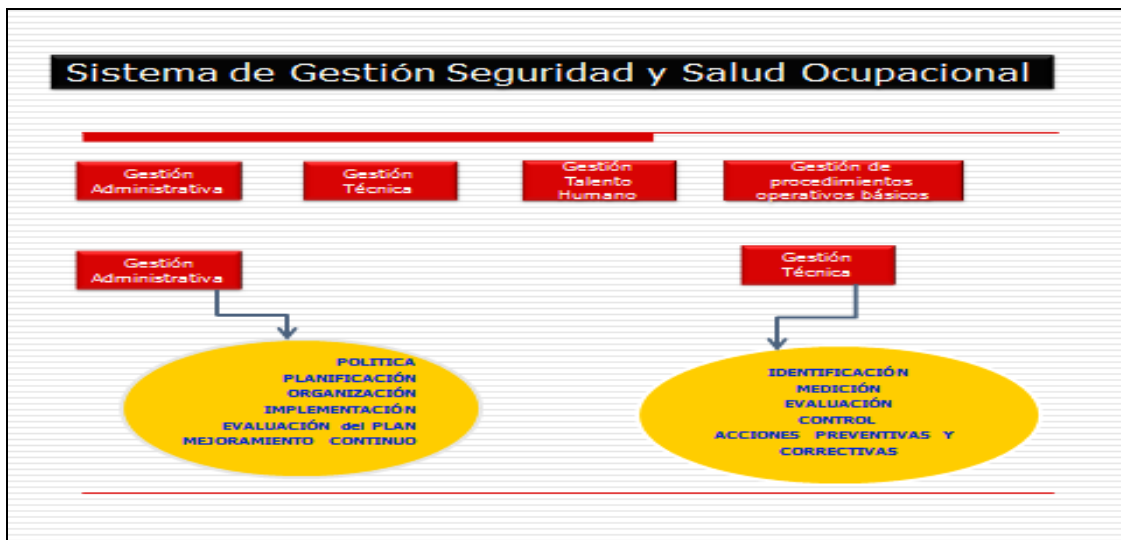 Sistema de Gestión Seguridad y Salud Ocupacional
Gestión
Administrativa
Gestión
Técnica
Gestión
Talento
Humano
Gestión de
procedimientos
operativos básicos
Gestión
Administrativa
Gestión
Técnica
POLITICA
PLANIFICACIÓN
ORGANIZACIÓN
IMPLEMENTACIÓN
EVALUACIÓN del PLAN
MEJORAMIENTO CONTINUO
IDENTIFICACIÓN
MEDICIÓN
EVALUACIÓN
CONTROL
ACCIONES PREVENTIVAS Y
CORRECTIVAS